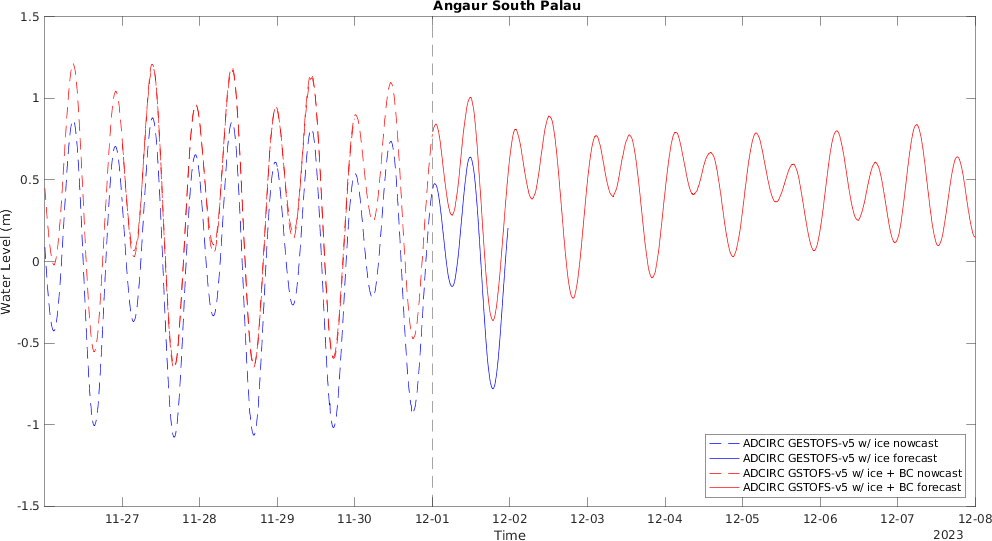 Angaur South Palau
1.5
1
0.5
0
-0.5
-1
-1.5
Water Level (m)
11-27
11-28
11-29
11-30
12-01
12-02
12-03
12-04
12-05
12-06
12-07
12-08
Time
2023
ADCIRC GESTOFS-v5 w/ ice nowcast
ADCIRC GESTOFS-v5 w/ ice forecast
ADCIRC GSTOFS-v5 w/ ice + BC nowcast
ADCIRC GSTOFS-v5 w/ ice + BC forecast